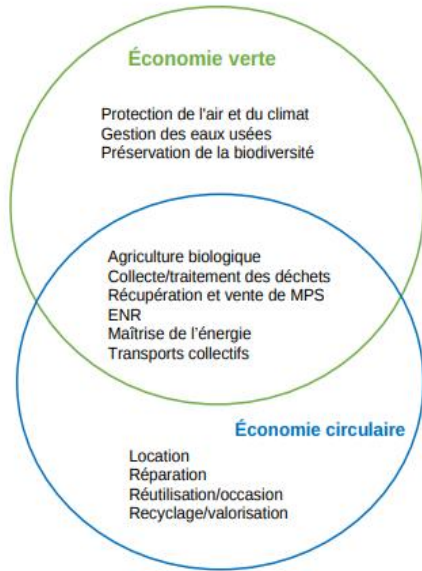 Économie verte
Protection de l'air et du climat
Gestion des eaux usées
Préservation de la biodiversité
Agriculture biologique
Collecte/traitement des déchets
Récupération et vente de MPS
ENR
Maîtrise de l'énergie
Transports collectifs
Économie circulaire
Location
Réparation
Réutilisation/occasion
Recyclage/valorisation